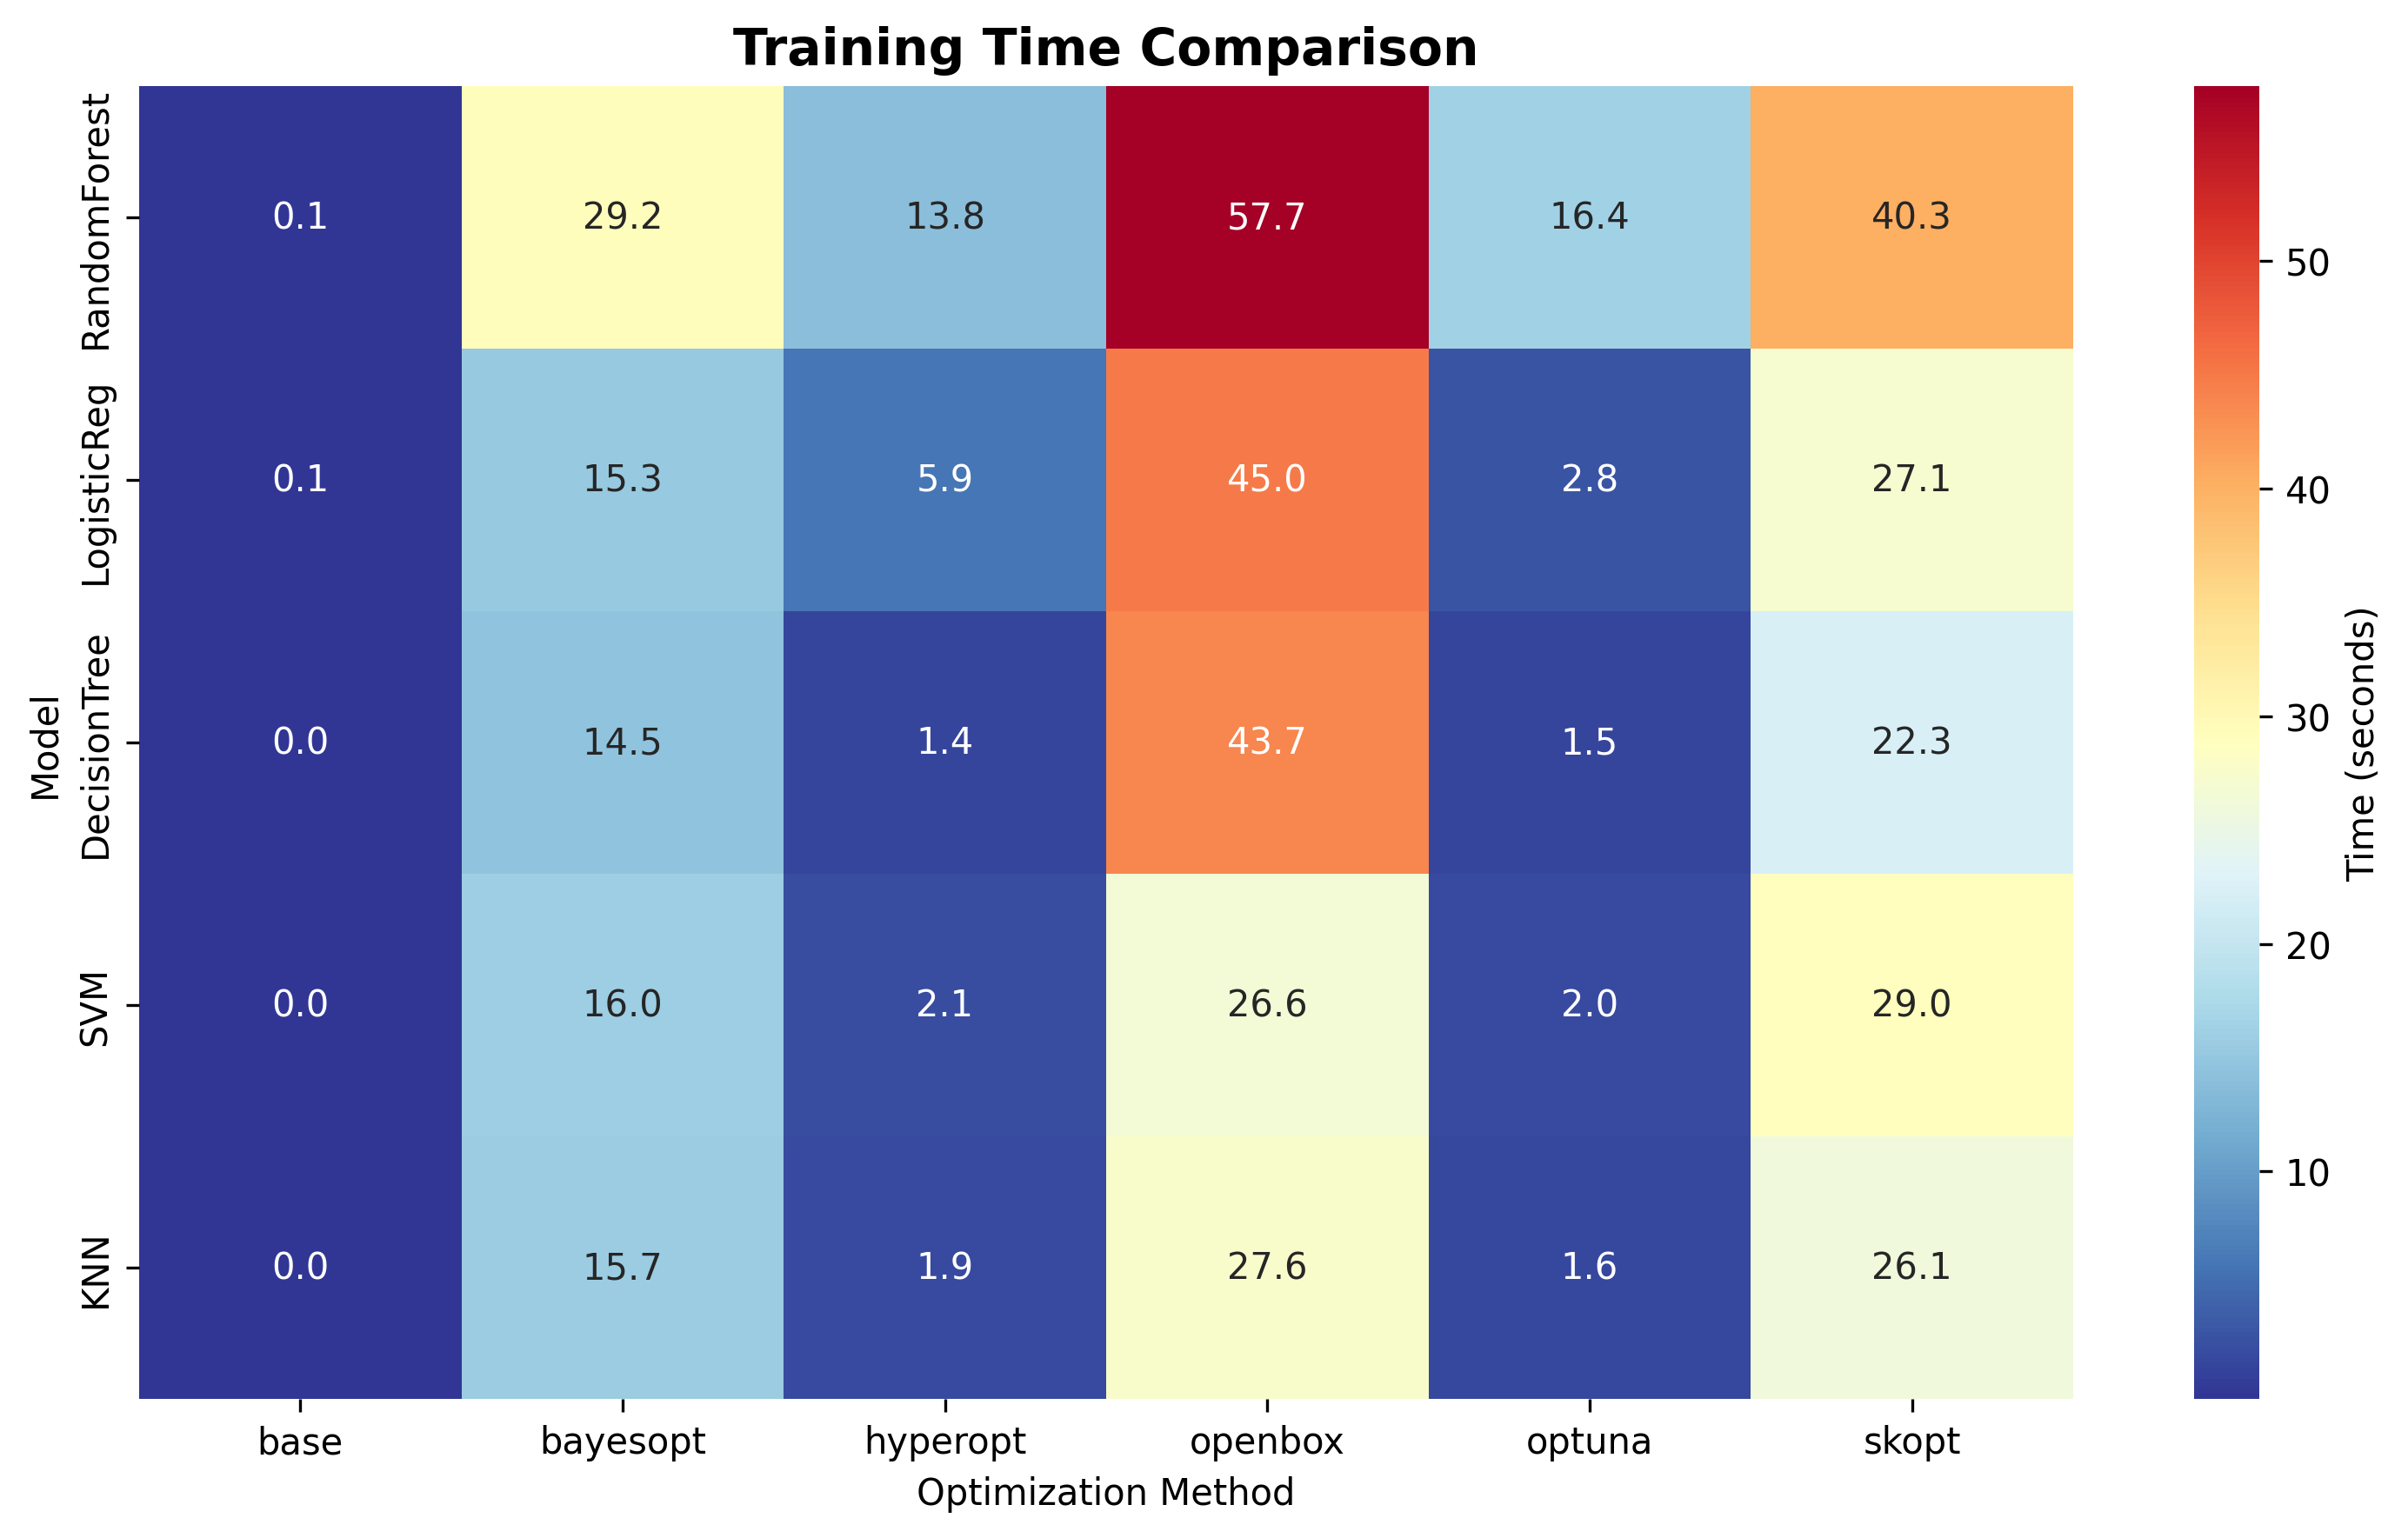 Training Time Comparison
RandomForest
0.1 29.2 13.8 57.7 16.4 40.3
LogisticReg
0.1 15.3 5.9 45.0 2.8 27.1
DecisionTree
0.0 14.5 1.4 43.7 1.5 22.3
SVM
0.0 16.0 2.1 26.6 2.0 29.0
KNN
0.0 15.7 1.9 27.6 1.6 26.1
Model
base bayesopt hyperopt openbox optuna skopt
Optimization Method
50
40
30
20
10
Time (seconds)